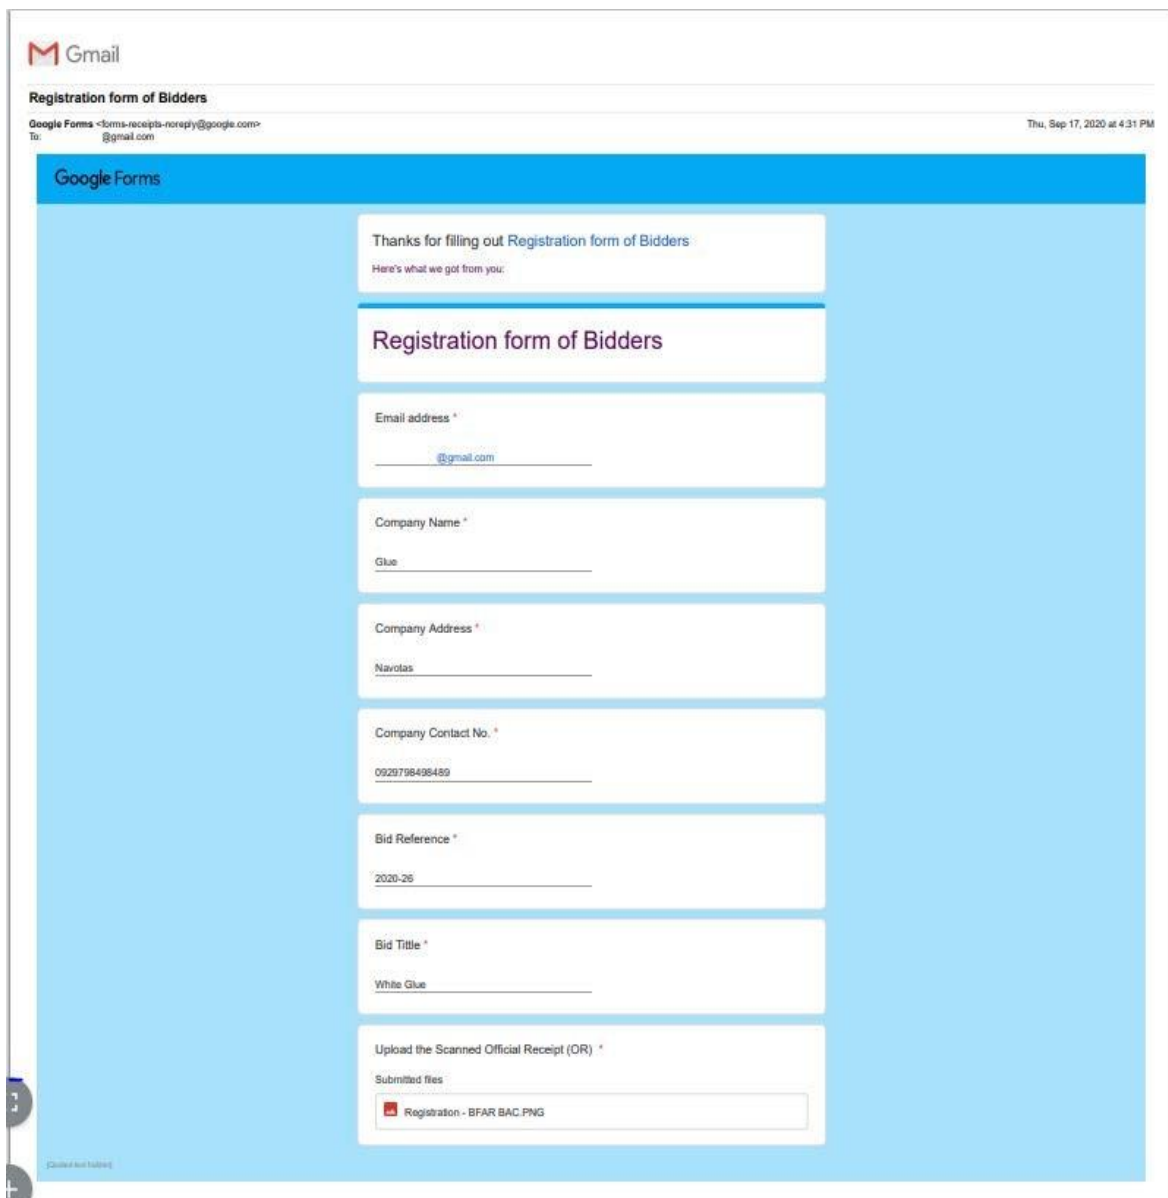 Gmail
Registration form of Bidders
Google Forms <forms-receipts-noreply@google.com>
Thu, Sep 17, 2020 at 4:31 PM
To: @gmail.com
Google Forms
Thanks for filling out Registration form of Bidders
Here's what we got from you:
Registration form of Bidders
Email address *
@gmail.com
Company Name *
Glue
Company Address *
Navotas
Company Contact No. *
0929798498489
Bid Reference *
2020-26
Bid Tittle *
White Glue
Upload the Scanned Official Receipt (OR) *
Submitted files
Registration - BFAR BAC.PNG
[Quoted text hidden]